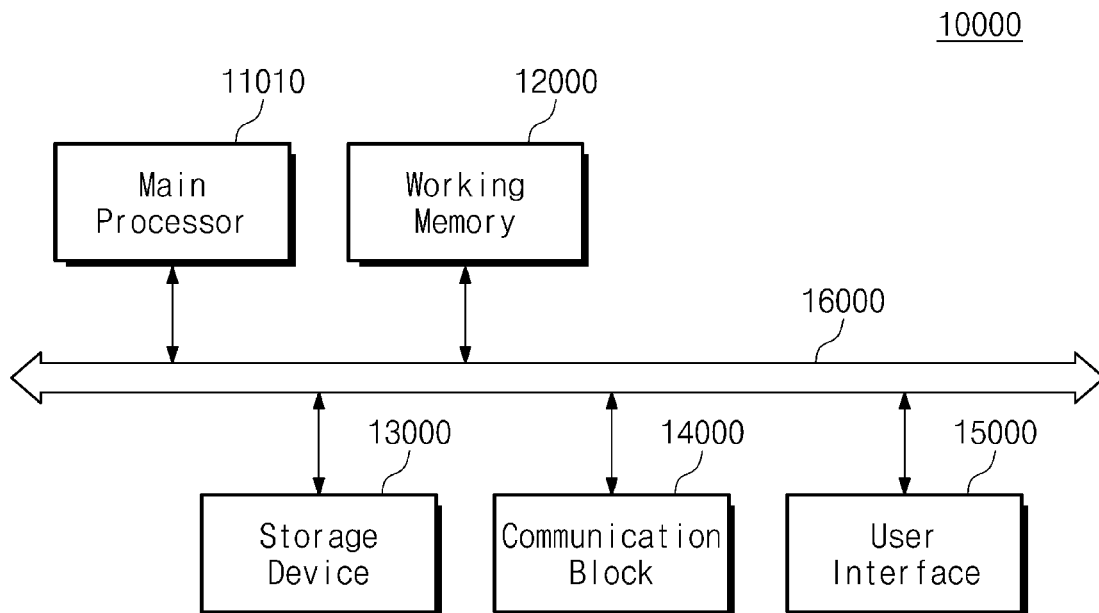 10000
11010
12000
Main
Processor
Working
Memory
16000
13000
14000
15000
Storage
Device
Communication
Block
User
Interface